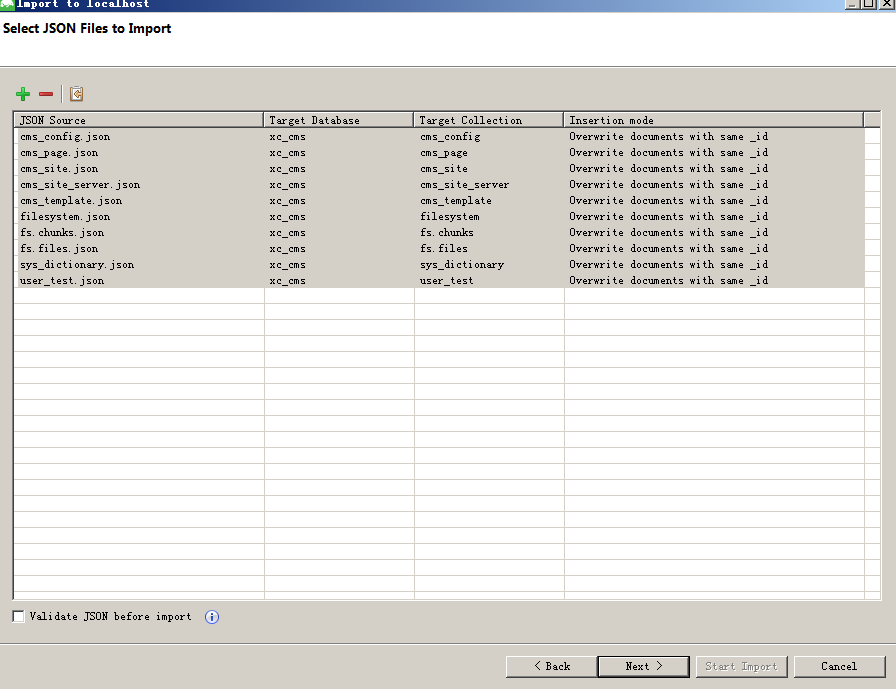 Import to localhost
Select JSON Files to Import
JSON Source Target Database Target Collection Insertion mode
cms_config.json xc_cms cms_config Overwrite documents with same _id
cms_page.json xc_cms cms_page Overwrite documents with same _id
cms_site.json xc_cms cms_site Overwrite documents with same _id
cms_site_server.json xc_cms cms_site_server Overwrite documents with same _id
cms_template.json xc_cms cms_template Overwrite documents with same _id
filesystem.json xc_cms filesystem Overwrite documents with same _id
fs.chunks.json xc_cms fs.chunks Overwrite documents with same _id
fs.files.json xc_cms fs.files Overwrite documents with same _id
sys_dictionary.json xc_cms sys_dictionary Overwrite documents with same _id
user_test.json xc_cms user_test Overwrite documents with same _id
Validate JSON before import
< Back Next > Start Import Cancel